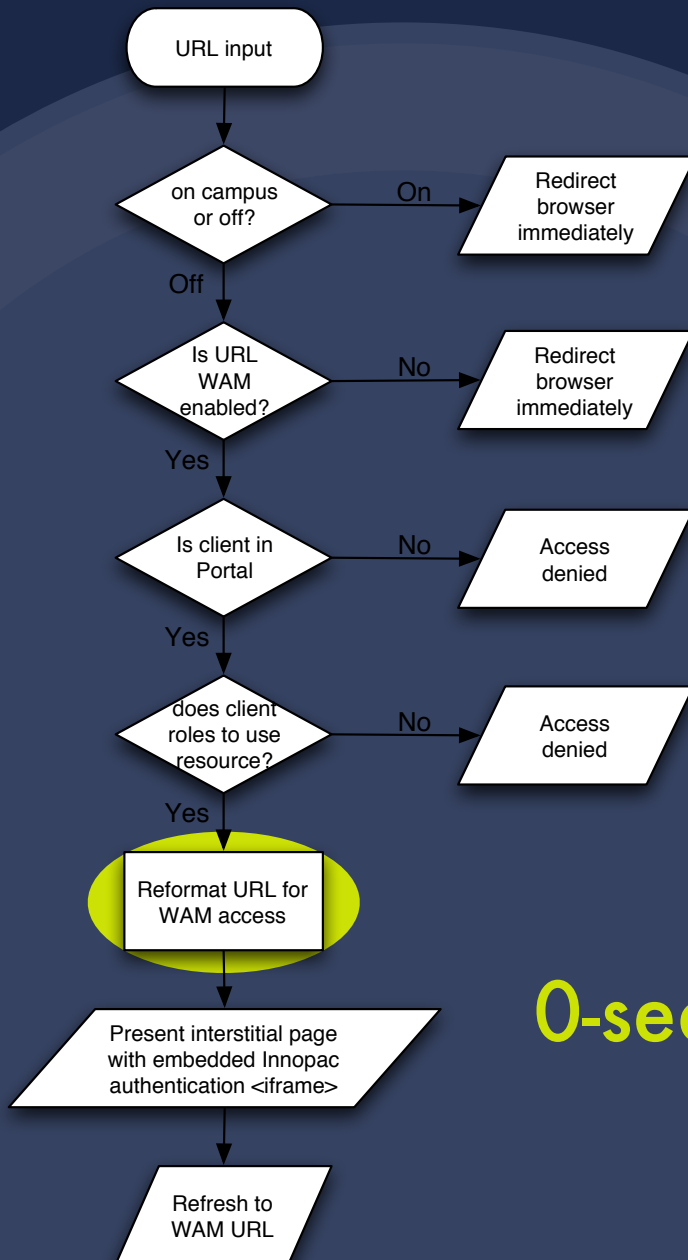 URL input
on campus
or off?
On
Redirect
browser
immediately
Off
Is URL
WAM
enabled?
No
Redirect
browser
immediately
Yes
Is client in
Portal
No
Access
denied
Yes
does client
roles to use
resource?
No
Access
denied
Yes
Reformat URL for
WAM access
Present interstitial page
with embedded Innopac
authentication <iframe>
Refresh to
WAM URL